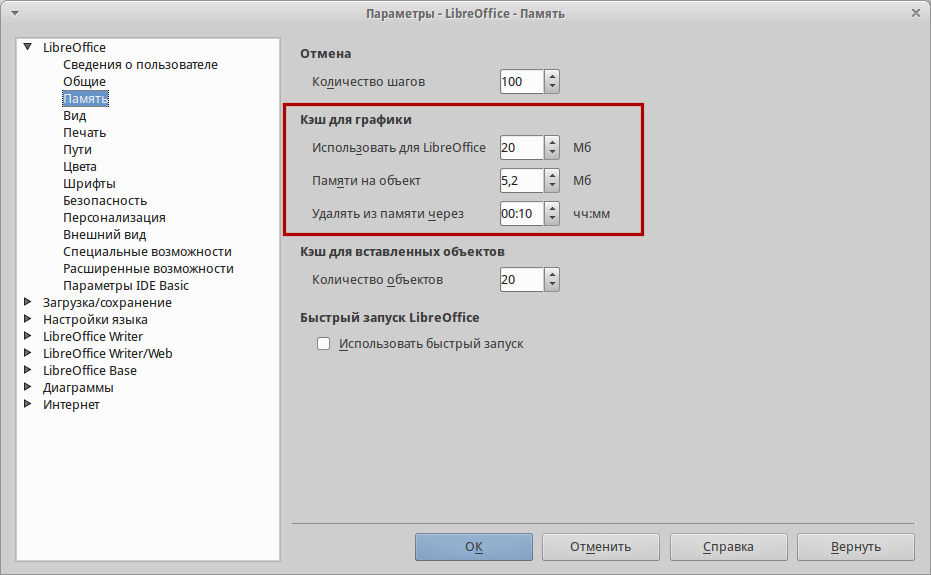 Параметры - LibreOffice - Память
LibreOffice
Сведения о пользователе
Общие
Память
Вид
Печать
Пути
Цвета
Шрифты
Безопасность
Персонализация
Внешний вид
Специальные возможности
Расширенные возможности
Параметры IDE Basic
Загрузка/сохранение
Настройки языка
LibreOffice Writer
LibreOffice Writer/Web
LibreOffice Base
Диаграммы
Интернет
Отмена
Количество шагов 100
Кэш для графики
Использовать для LibreOffice 20 Мб
Памяти на объект 5,2 Мб
Удалять из памяти через 00:10 чч:мм
Кэш для вставленных объектов
Количество объектов 20
Быстрый запуск LibreOffice
Использовать быстрый запуск
OK Отменить Справка Вернуть